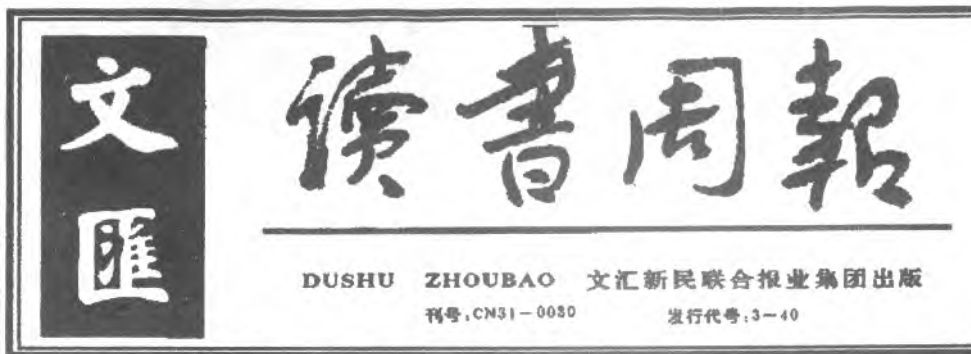 文
匯
讀書周報
DUSHU ZHOUBAO 文汇新民联合报业集团出版
刊号:CN31-0030 发行代号:3-40